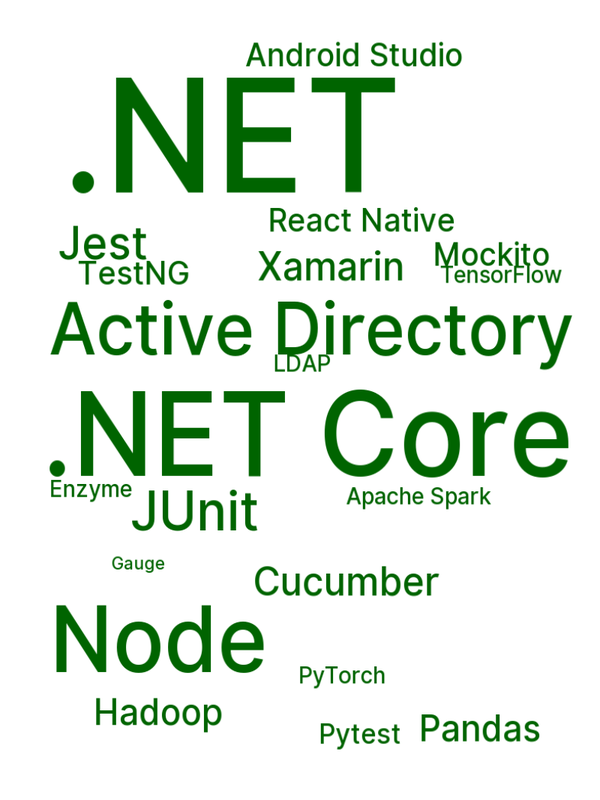 Android Studio
.NET
React Native
Jest
Mockito
Xamarin
TestNG
TensorFlow
Active Directory
LDAP
.NET Core
Enzyme
Apache Spark
JUnit
Gauge
Cucumber
Node
PyTorch
Hadoop
Pandas
Pytest